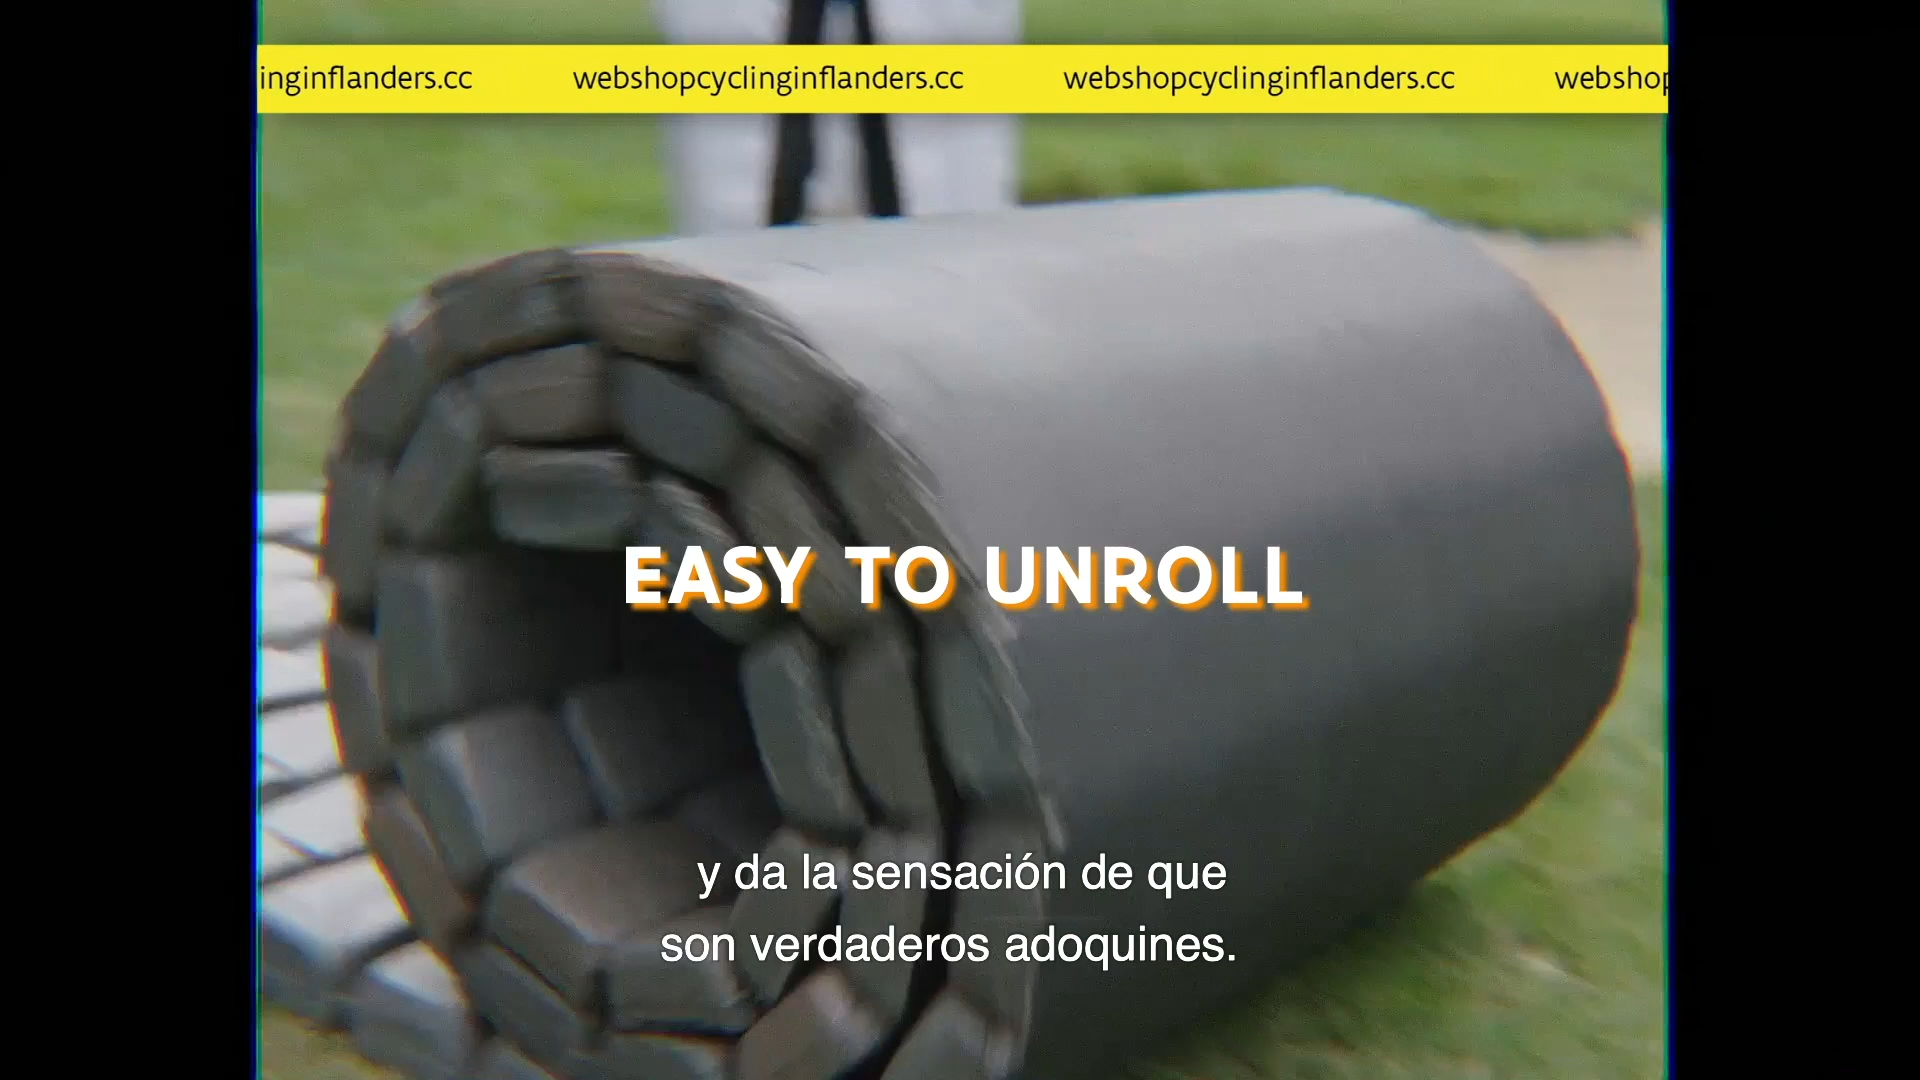 inginflanders.cc webshopcyclinginflanders.cc webshopcyclinginflanders.cc webshop
EASY TO UNROLL
y da la sensación de que
son verdaderos adoquines.